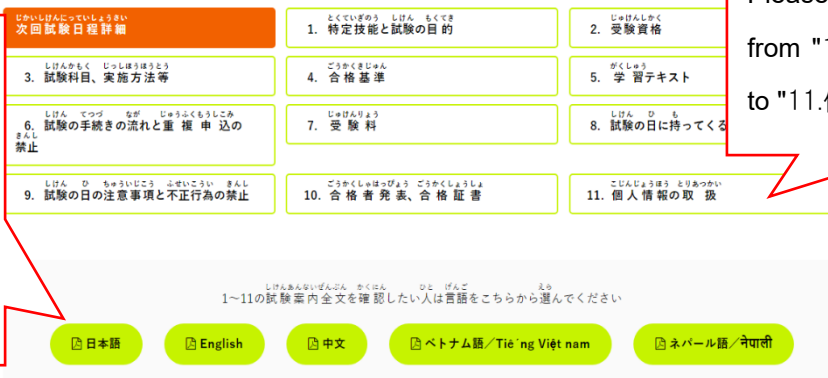 Please
from "1
to "11.
じかいしけんにっていしょうさい
次回試験日程詳細
とくていぎのう しけん もくてき
1. 特定技能と試験の目的
じゅけんしかく
2. 受験資格
しけんかもく じっしほうほうとう
3. 試験科目、実施方法等
ごうかくきじゅん
4. 合格基準
がくしゅう
5. 学習テキスト
しけん てつづ なが じゅうふくもうしこみ
6. 試験の手続きの流れと重複申込の
きんし
禁止
じゅけんりょう
7. 受験料
しけん ひ も
8. 試験の日に持ってくる
しけん ひ ちゅういじこう ふせいこうい きんし
9. 試験の日の注意事項と不正行為の禁止
ごうかくしゃはっぴょう ごうかくしょうしょ
10. 合格者発表、合格証書
こじんじょうほう とりあつかい
11. 個人情報の取扱
しけんあんないぜんぶん かくにん ひと げんご えら
1~11の試験案内全文を確認したい人は言語をこちらから選んでください
日本語
English
中文
ベトナム語／Tiếng Việt nam
ネパール語／नेपाली